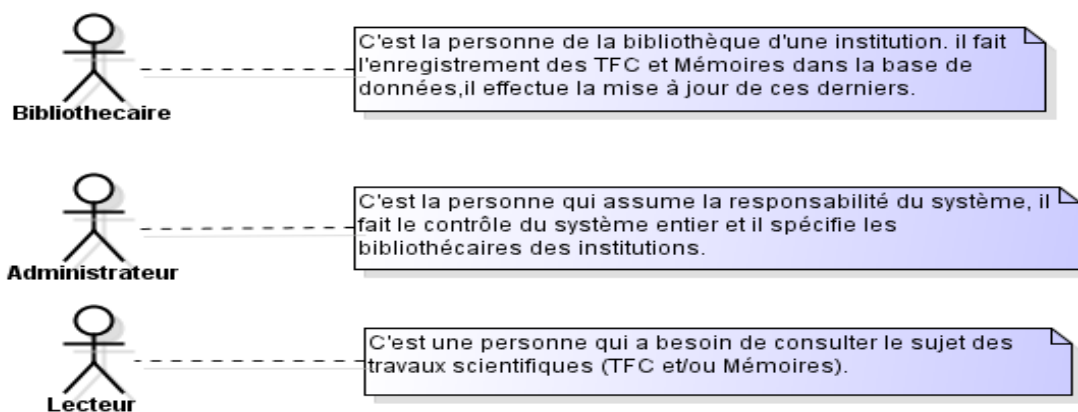 C'est la personne de la bibliothèque d'une institution. il fait
l'enregistrement des TFC et Mémoires dans la base de
données,il effectue la mise à jour de ces derniers.
Bibliothecaire
C'est la personne qui assume la responsabilité du système, il
fait le contrôle du système entier et il spécifie les
bibliothécaires des institutions.
Administrateur
C'est une personne qui a besoin de consulter le sujet des
travaux scientifiques (TFC et/ou Mémoires).
Lecteur